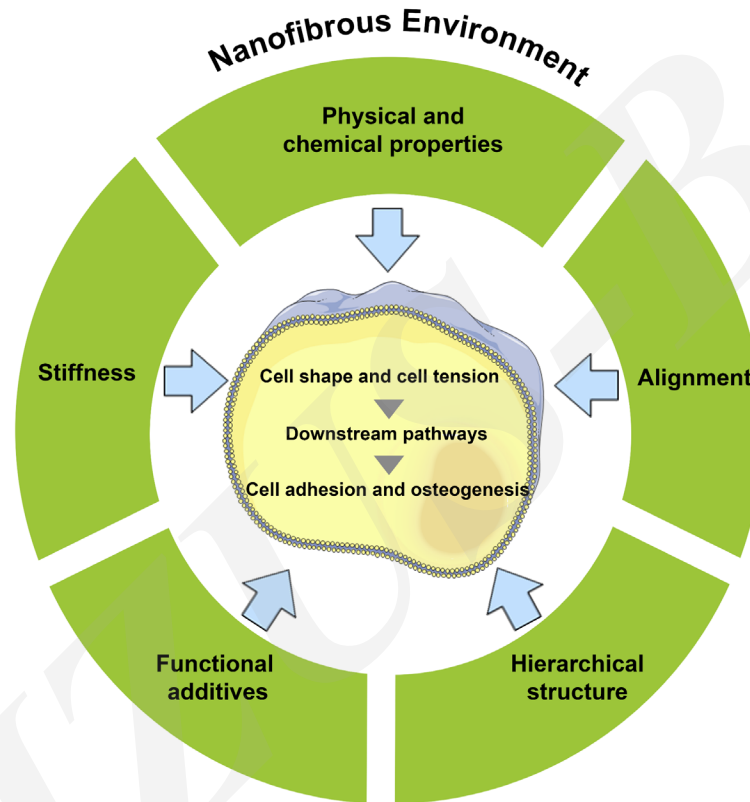 Nanofibrous Environment
Physical and
chemical properties
Stiffness
Alignment
Cell shape and cell tension
Downstream pathways
Cell adhesion and osteogenesis
Functional
additives
Hierarchical
structure